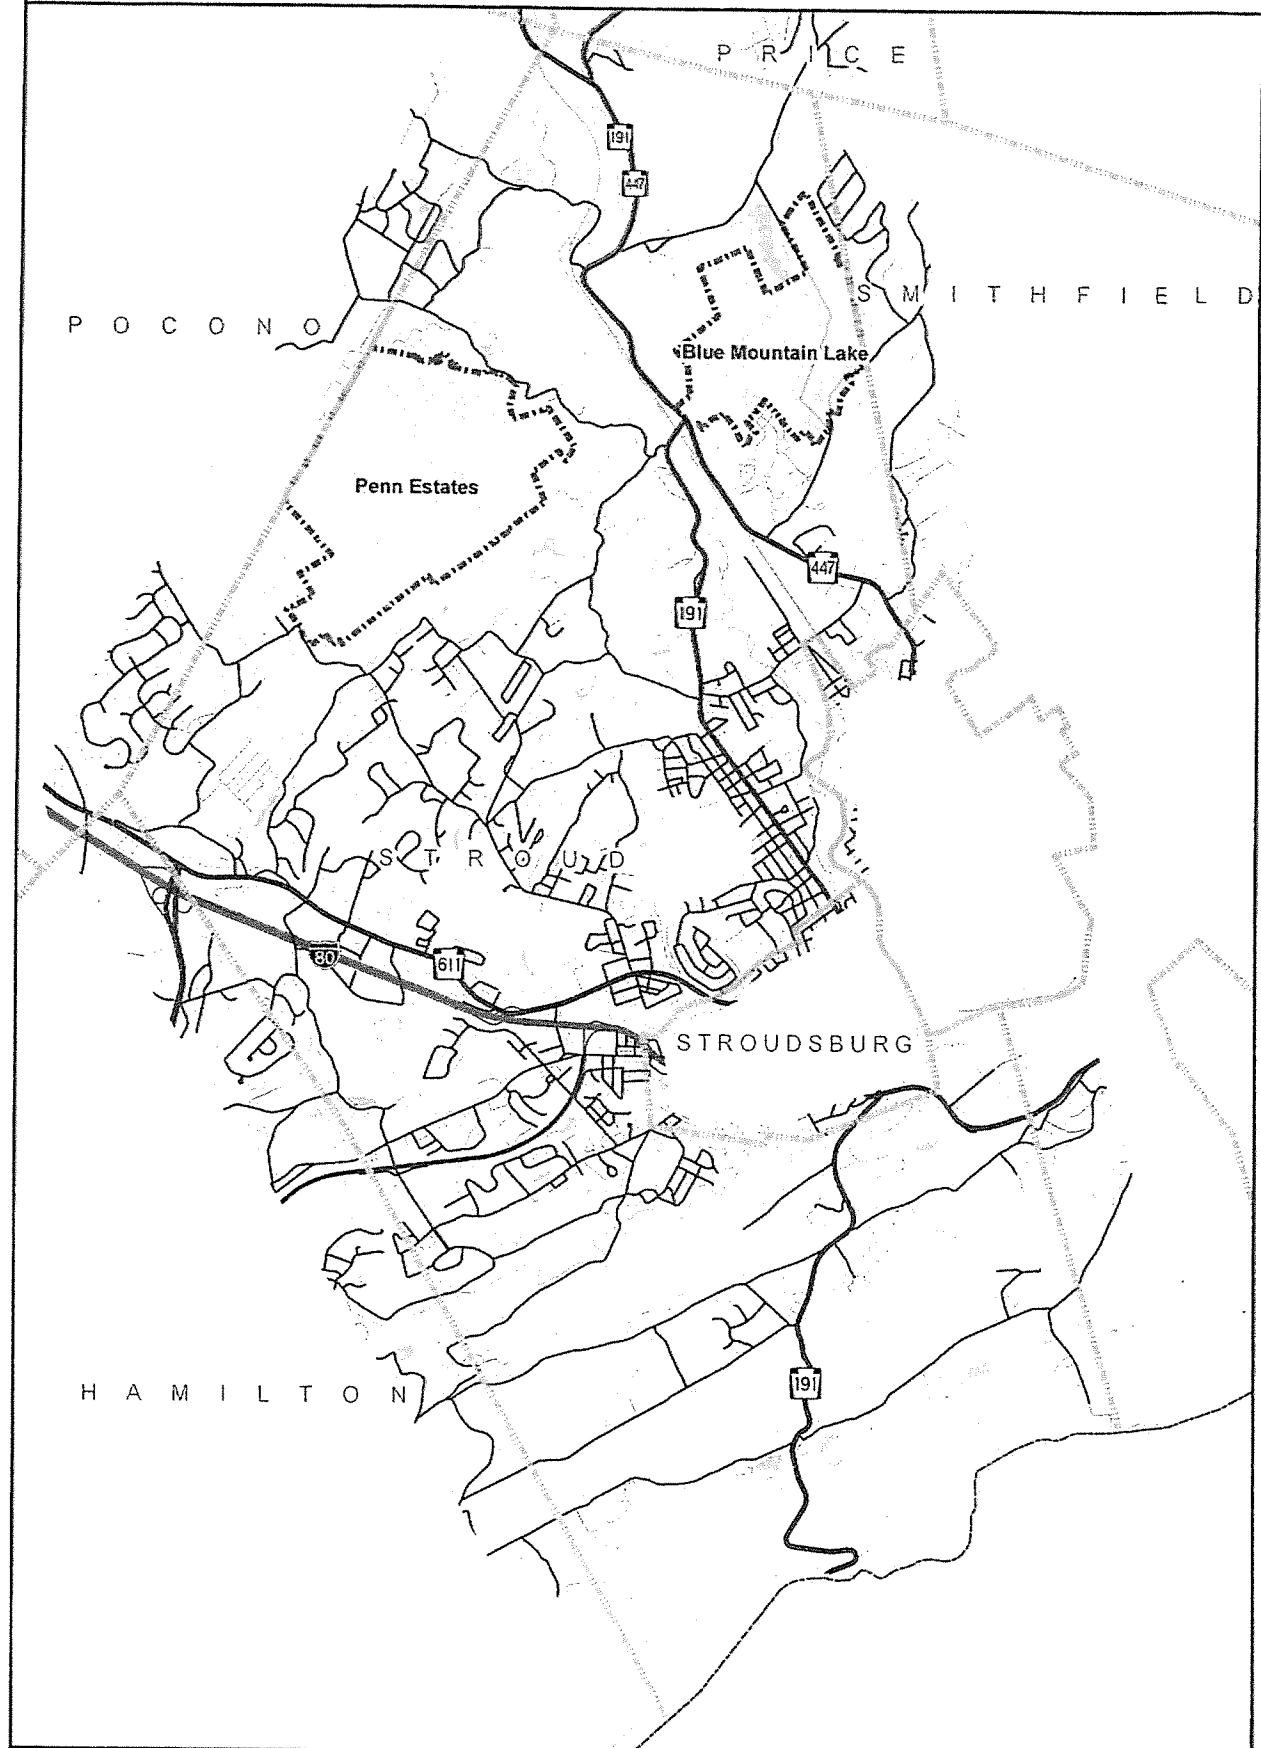 PRICE
191
447
SMITHFIELD
POCONO
Blue Mountain Lake
Penn Estates
447
191
STROUD
80
611
STROUDSBURG
HAMILTON
191